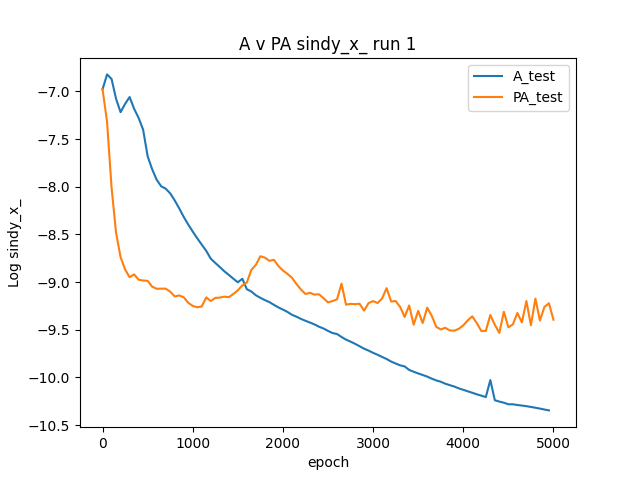 A v PA sindy_x_ run 1
A_test
PA_test
Log sindy_x_
−7.0
−7.5
−8.0
−8.5
−9.0
−9.5
−10.0
−10.5
0 1000 2000 3000 4000 5000
epoch